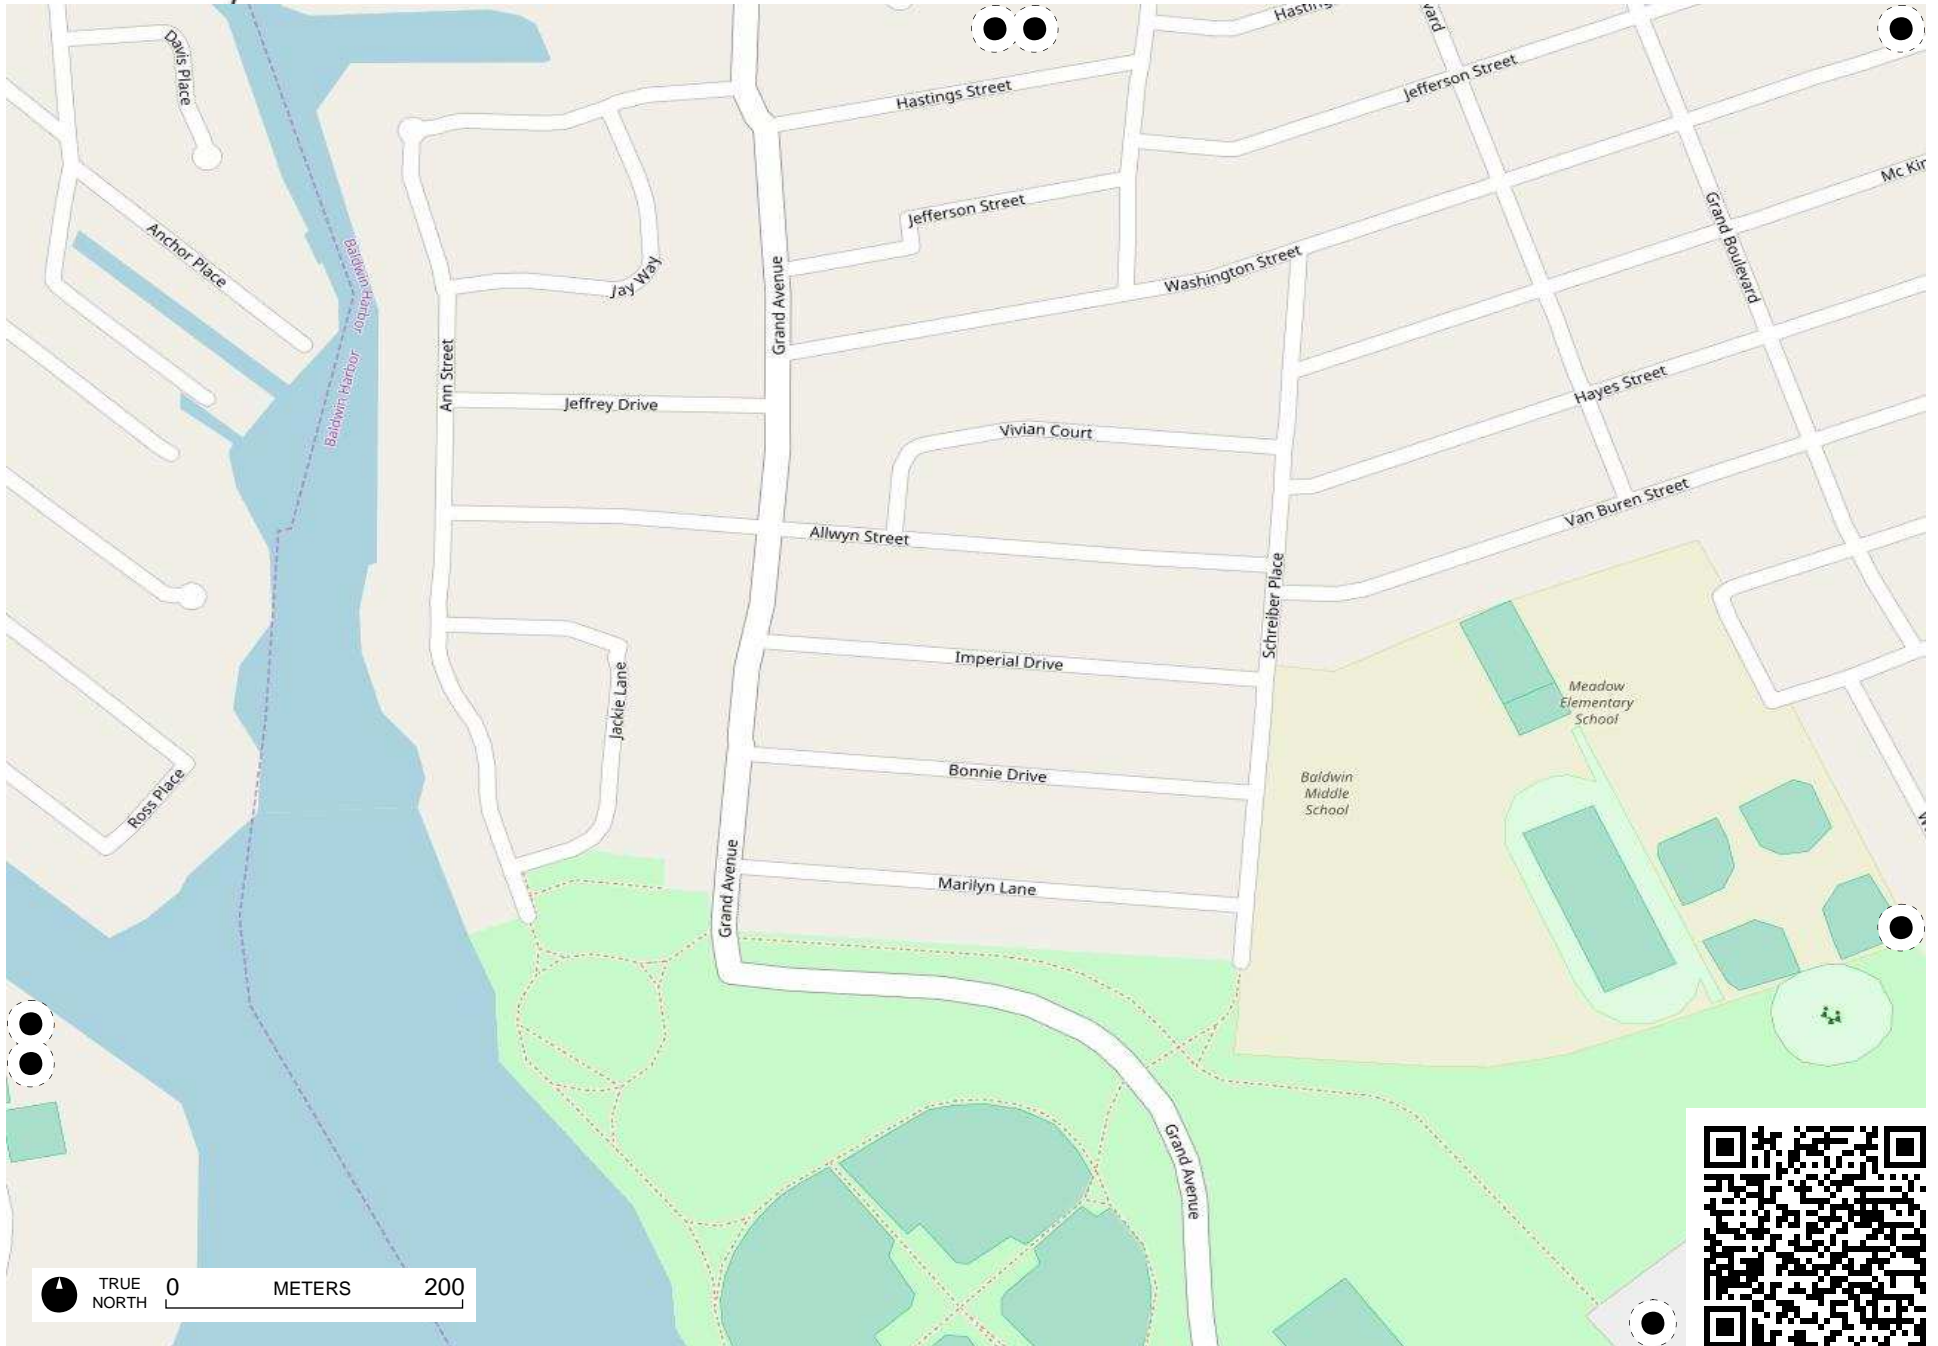 Hastings Street
Jefferson Street
Davis Place
Hastings Street
Jefferson Street
Grand Boulevard
Anchor Place
Baldwin Harbor
Baldwin Harbor
Jay Way
Grand Avenue
Washington Street
Ann Street
Jeffrey Drive
Vivian Court
Hayes Street
Allwyn Street
Van Buren Street
Schreiber Place
Imperial Drive
Jackie Lane
Meadow
Elementary
School
Ross Place
Bonnie Drive
Baldwin
Middle
School
Grand Avenue
Marilyn Lane
Grand Avenue
TRUE
NORTH
0 METERS 200